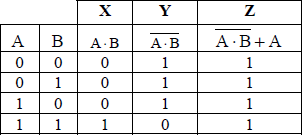 X Y Z
A B A · B A̅ ̅·̅ ̅B̅ A̅ ̅·̅ ̅B̅ + A
0 0 0 1 1
0 1 0 1 1
1 0 0 1 1
1 1 1 0 1